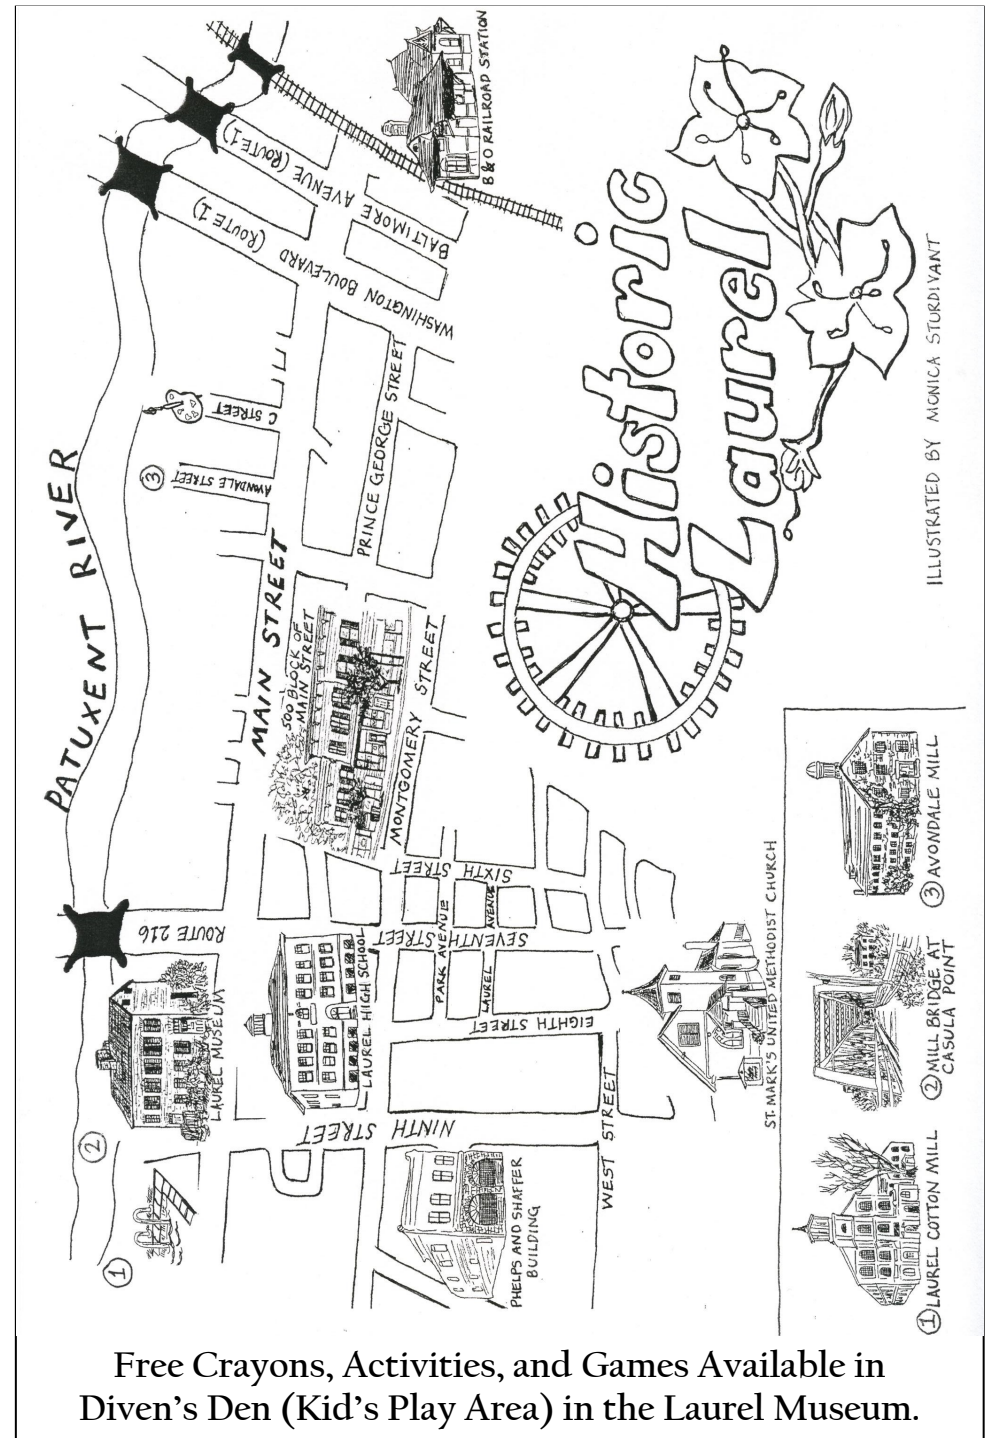 Historic
Laurel
ILLUSTRATED BY MONICA STURDIVANT
PATUXENT RIVER
B & O RAILROAD STATION
BALTIMORE AVENUE (ROUTE 1)
WASHINGTON BOULEVARD (ROUTE 1)
C STREET
③
AVONDALE STREET
PRINCE GEORGE STREET
MAIN STREET
500 BLOCK OF
MAIN STREET
MONTGOMERY STREET
SIXTH STREET
ROUTE 216
SEVENTH STREET
PARK AVENUE
LAUREL AVENUE
EIGHTH STREET
LAUREL MUSEUM
LAUREL HIGH SCHOOL
②
NINTH STREET
WEST STREET
ST. MARK'S UNITED METHODIST CHURCH
①
PHELPS AND SHAFFER
BUILDING
① LAUREL COTTON MILL
② MILL BRIDGE AT
CASULA POINT
③ AVONDALE MILL
Free Crayons, Activities, and Games Available in
Diven's Den (Kid's Play Area) in the Laurel Museum.